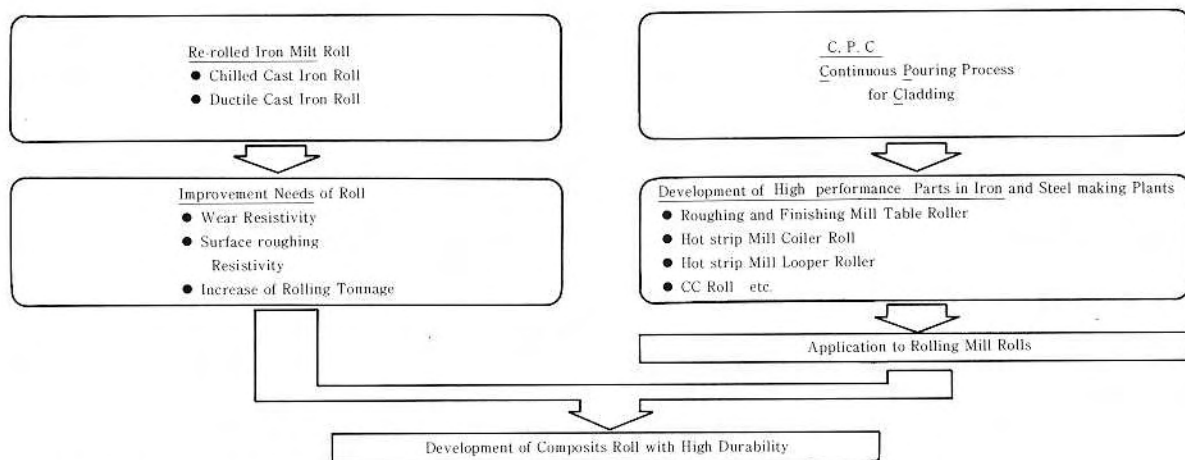 Re-rolled Iron Milt Roll
● Chilled Cast Iron Roll
● Ductile Cast Iron Roll
C. P. C
Continuous Pouring Process
for Cladding
Improvement Needs of Roll
● Wear Resistivity
● Surface roughing
Resistivity
● Increase of Rolling Tonnage
Development of High performance Parts in Iron and Steel making Plants
● Roughing and Finishing Mill Table Roller
● Hot strip Mill Coiler Roll
● Hot strip Mill Looper Roller
● CC Roll etc.
Application to Rolling Mill Rolls
Development of Composits Roll with High Durability